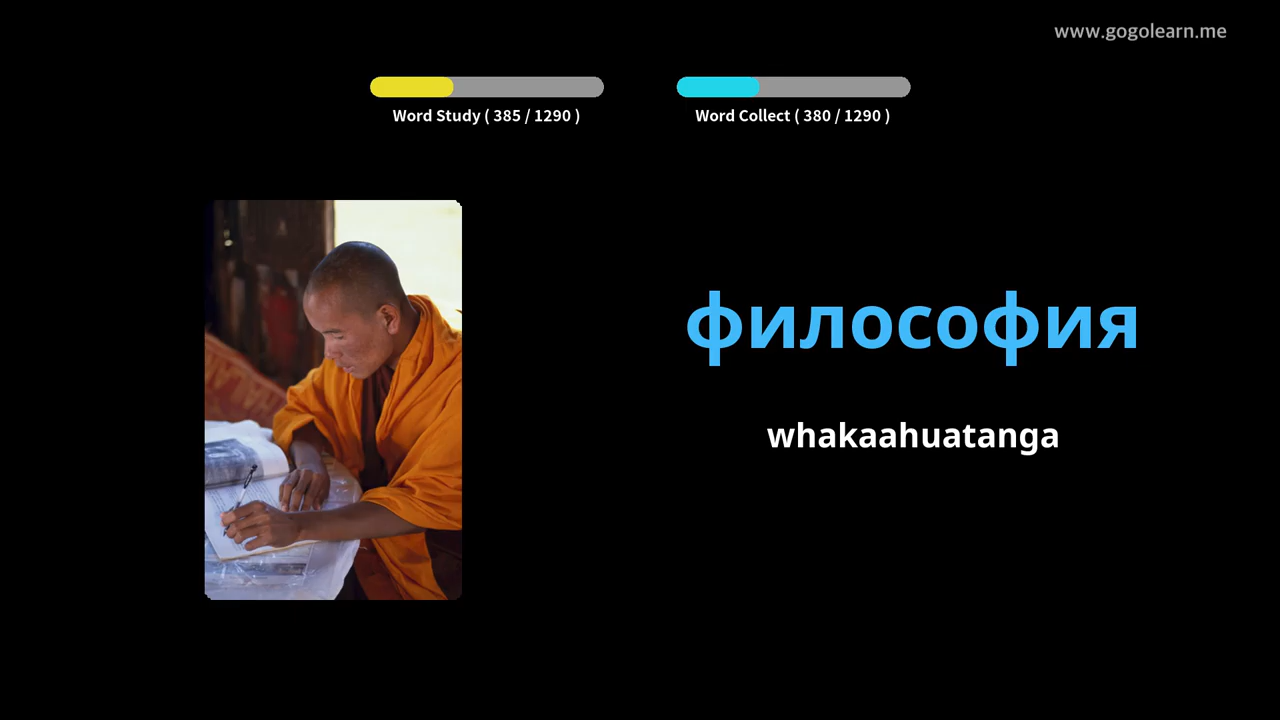 www.gogolearn.me
Word Study ( 385 / 1290 )
Word Collect ( 380 / 1290 )
философия
whakaahuatanga